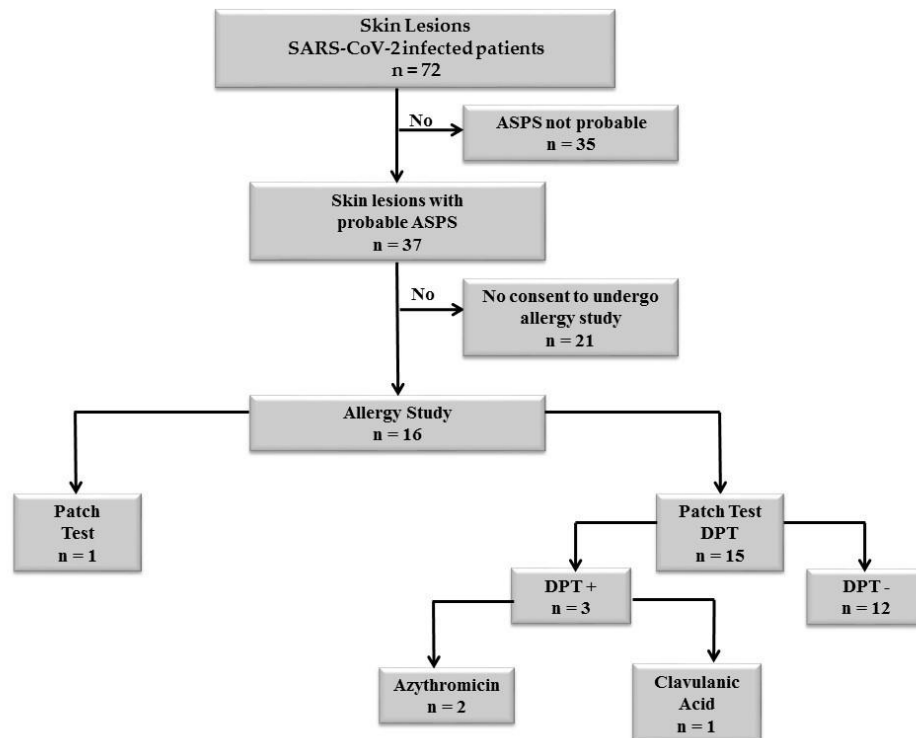 Skin Lesions
SARS-CoV-2 infected patients
n = 72
No
ASPS not probable
n = 35
Skin lesions with
probable ASPS
n = 37
No
No consent to undergo
allergy study
n = 21
Allergy Study
n = 16
Patch
Test
n = 1
Patch Test
DPT
n = 15
DPT +
n = 3
DPT -
n = 12
Azythromicin
n = 2
Clavulanic
Acid
n = 1